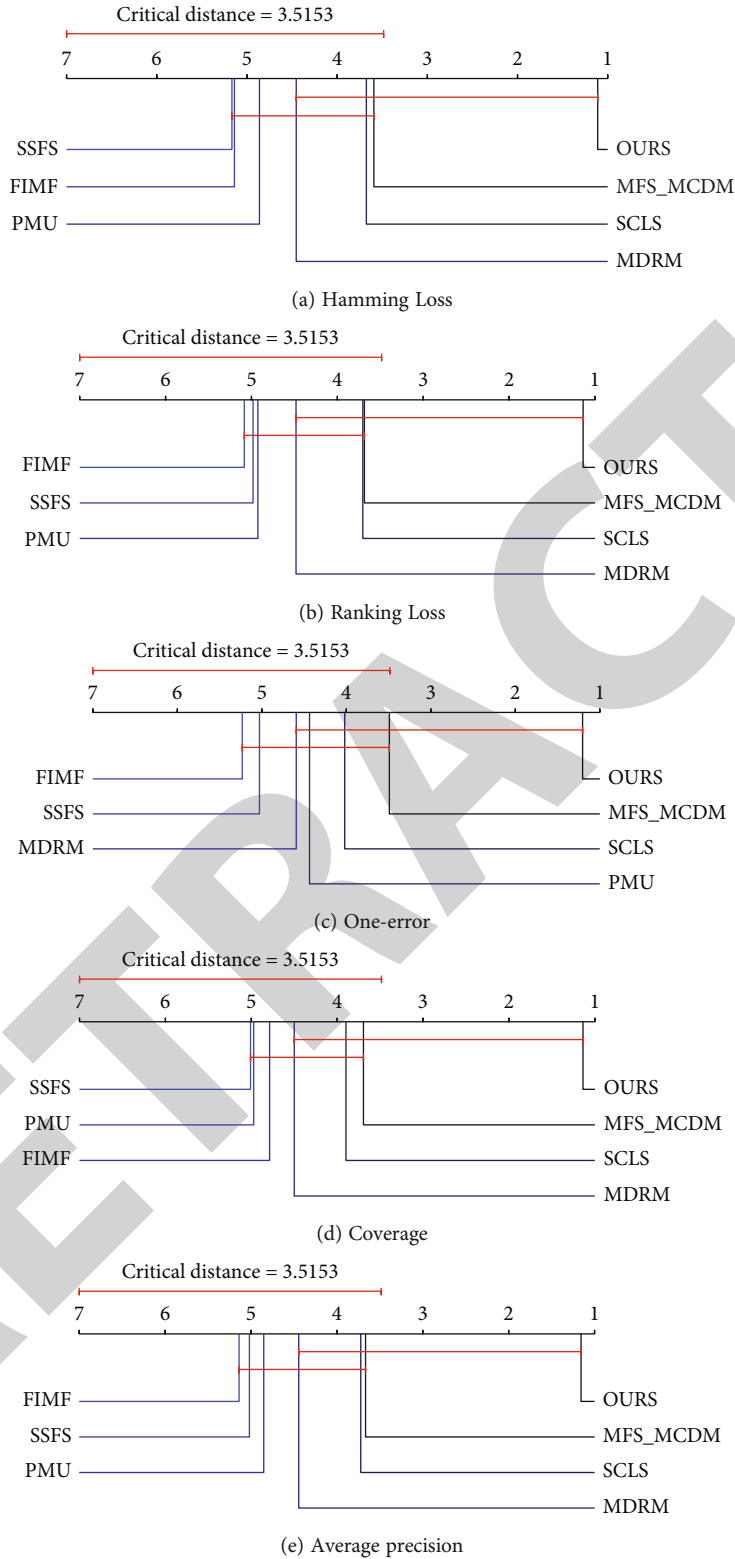 Critical distance = 3.5153
7 6 5 4 3 2 1
SSFS OURS
FIMF MFS_MCDM
PMU SCLS
MDRM
(a) Hamming Loss
Critical distance = 3.5153
7 6 5 4 3 2 1
FIMF OURS
SSFS MFS_MCDM
PMU SCLS
MDRM
(b) Ranking Loss
Critical distance = 3.5153
7 6 5 4 3 2 1
FIMF OURS
SSFS MFS_MCDM
MDRM SCLS
PMU
(c) One-error
Critical distance = 3.5153
7 6 5 4 3 2 1
SSFS OURS
PMU MFS_MCDM
FIMF SCLS
MDRM
(d) Coverage
Critical distance = 3.5153
7 6 5 4 3 2 1
FIMF OURS
SSFS MFS_MCDM
PMU SCLS
MDRM
(e) Average precision
ETRACT